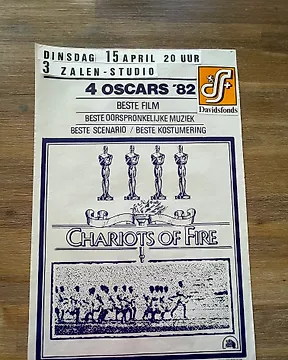 DINSDAG 15 APRIL 20 UUR
3 ZALEN-STUDIO
Davidsfonds
4 OSCARS '82
BESTE FILM
BESTE OORSPRONKELIJKE MUZIEK
BESTE SCENARIO / BESTE KOSTUMERING
CHARIOTS OF FIRE